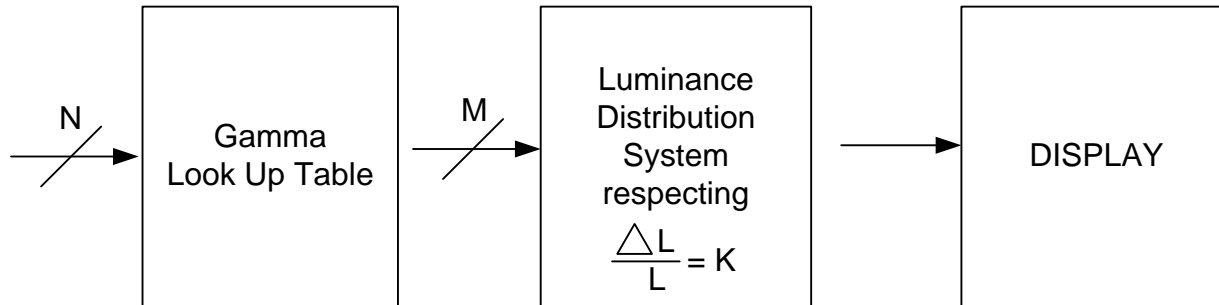 N
Gamma
Look Up Table
M
Luminance
Distribution
System
respecting
△L
L
= K
DISPLAY